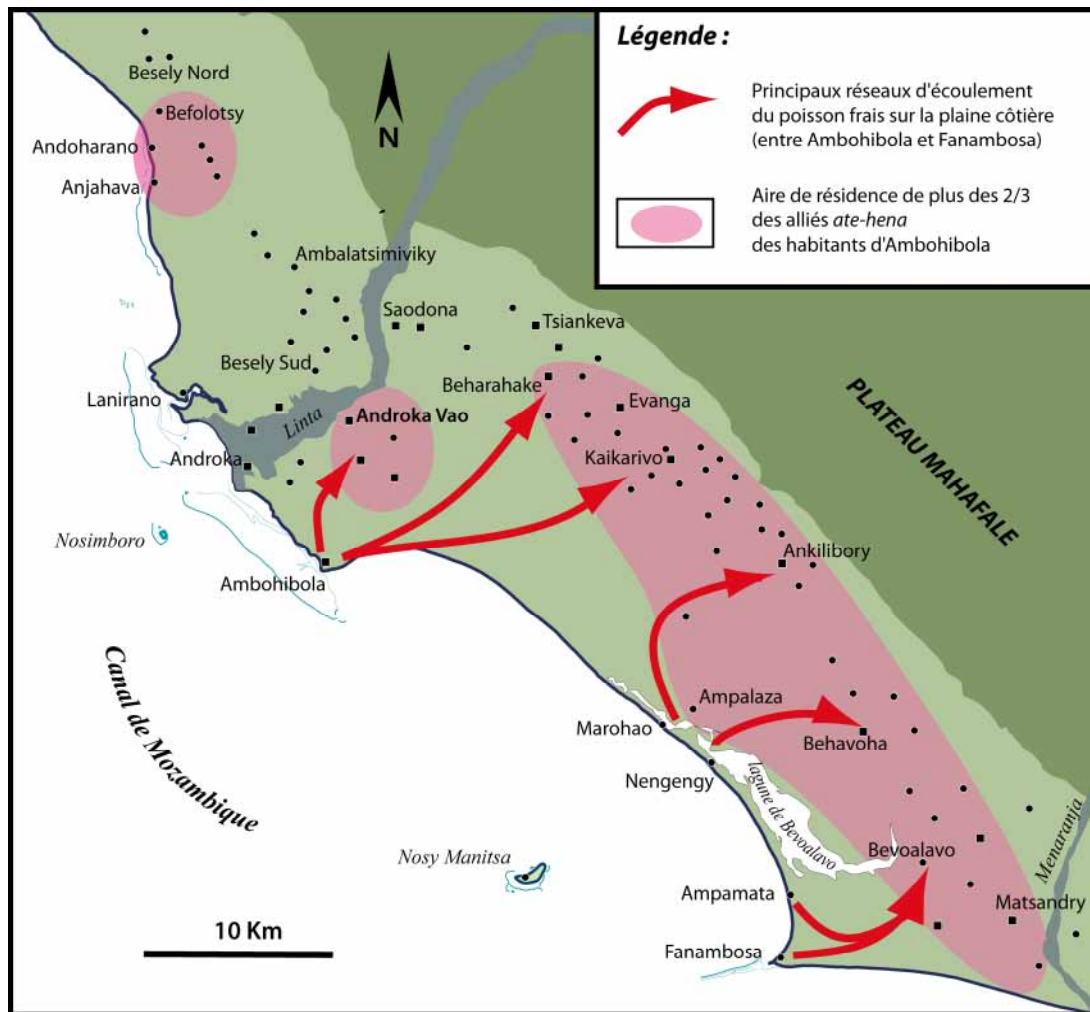 Légende :
Principaux réseaux d'écoulement
du poisson frais sur la plaine côtière
(entre Ambohibola et Fanambosa)
Aire de résidence de plus des 2/3
des alliés ate-hena
des habitants d'Ambohibola
Besely Nord
Befolotsy
N
Andoharano
Anjahava
Ambalatsimiviky
Saodona
Tsiankeva
Besely Sud
Beharahake
Lanirano
Evanga
Linta
Androka Vao
PLATEAU MAHAFALE
Androka
Kaikarivo
Nosimboro
Ankilibory
Ambohibola
Canal de Mozambique
Ampalaza
Marohao
Behavoha
Nengengy
lagune de Bevoalavo
Menaranja
Nosy Manitsa
Bevoalavo
Ampamata
Matsandry
10 Km
Fanambosa